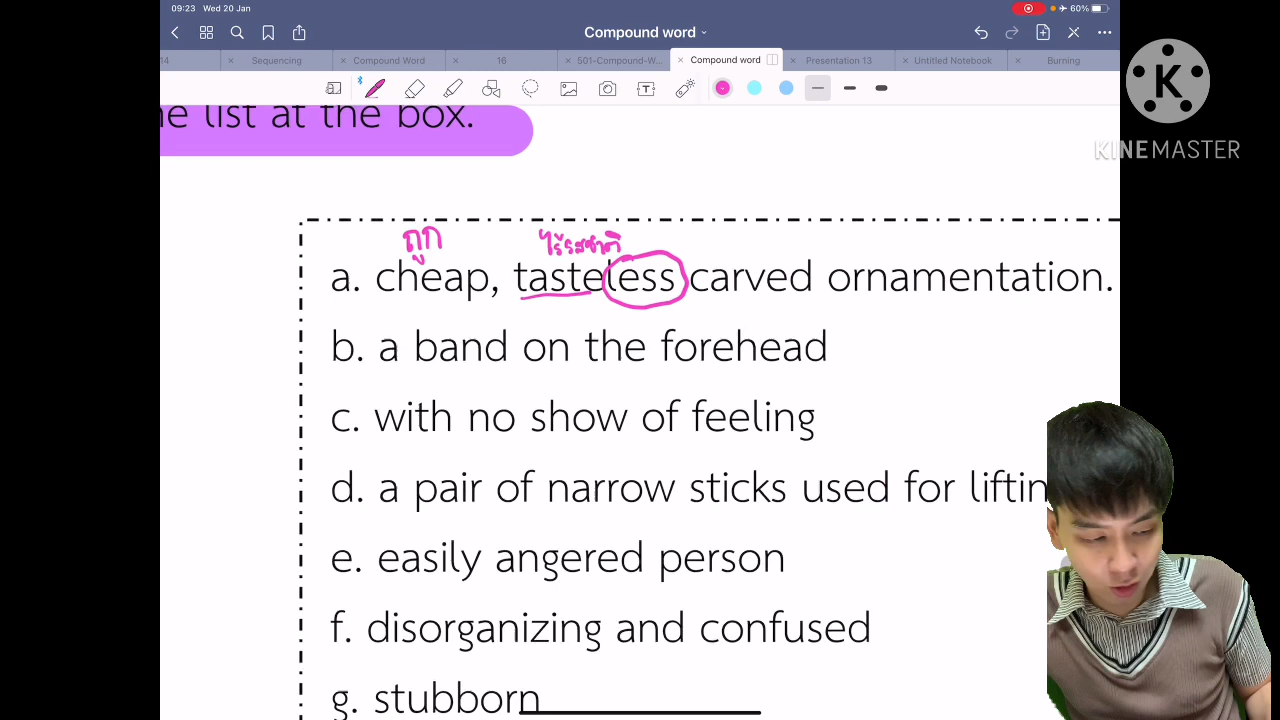 09:23 Wed 20 Jan
60%
Compound word
14
Sequencing
Compound Word
16
501-Compound-W...
Compound word
Presentation 13
Untitled Notebook
Burning
K
KINEMASTER
he list at the box.
ถูก
ไร้รสชาติ
a. cheap, tasteless carved ornamentation.
b. a band on the forehead
c. with no show of feeling
d. a pair of narrow sticks used for liftin
e. easily angered person
f. disorganizing and confused
g. stubborn